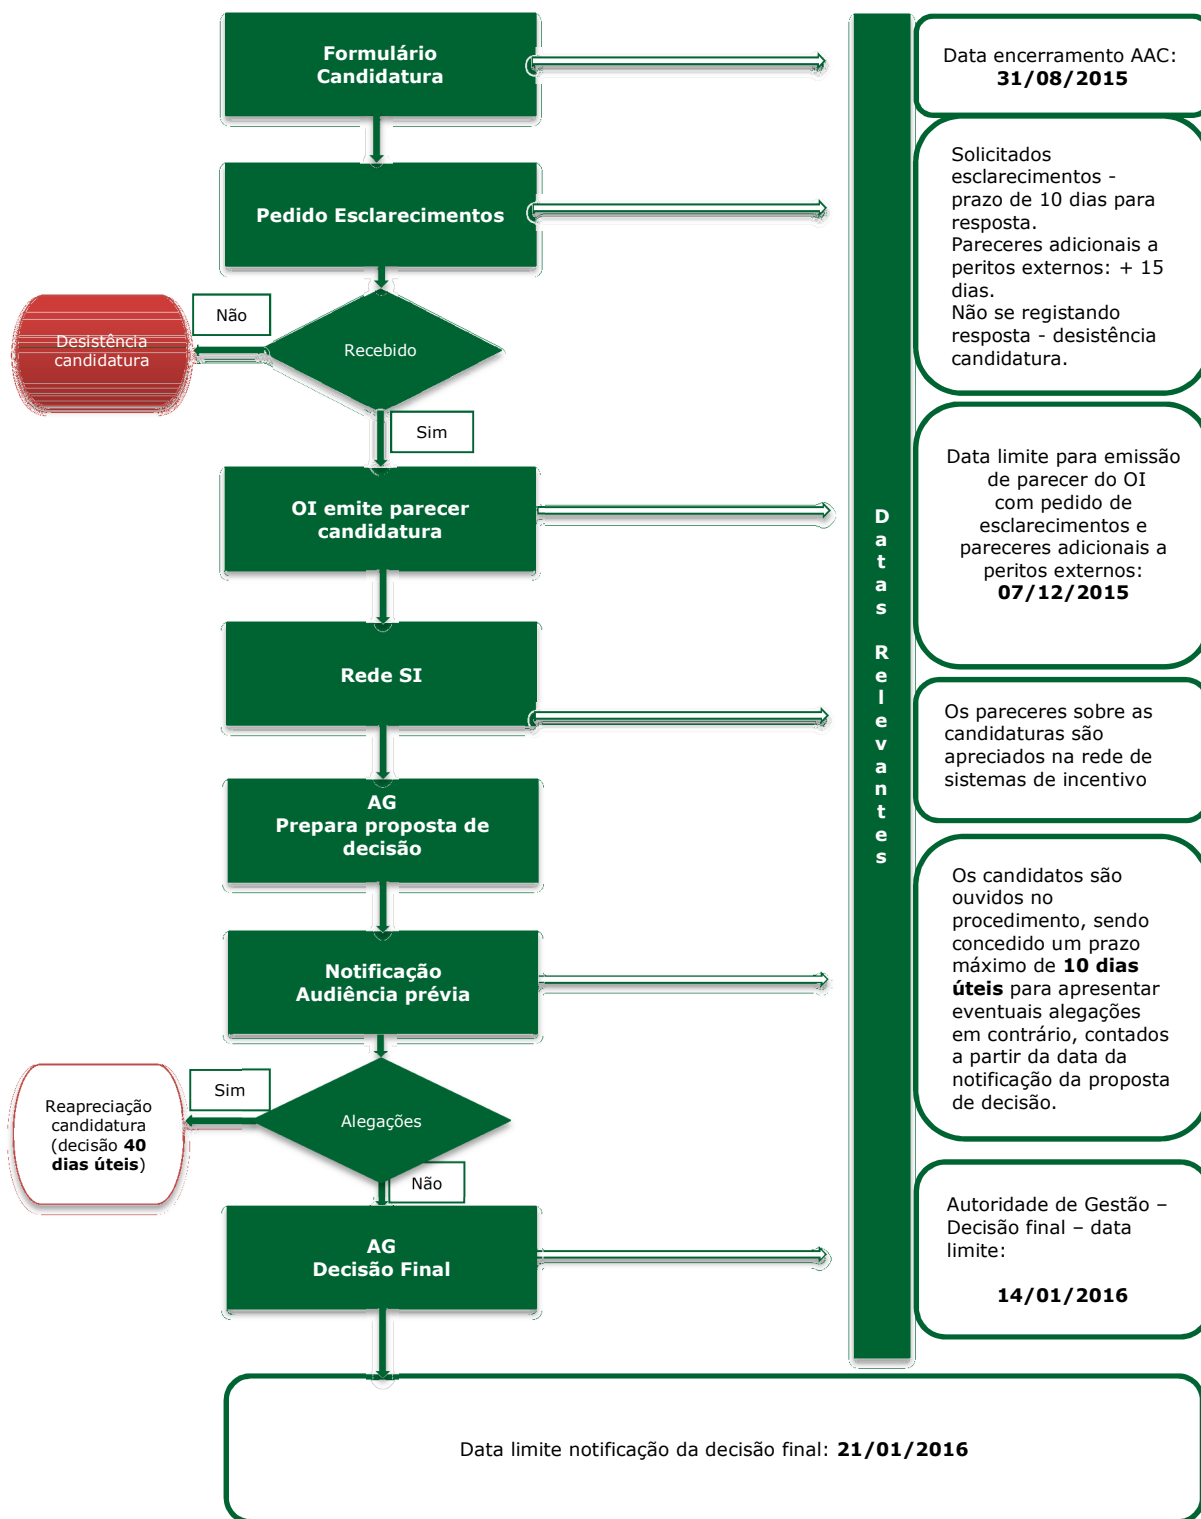 Formulário
Candidatura
Data encerramento AAC:
31/08/2015
Pedido Esclarecimentos
Solicitados
esclarecimentos -
prazo de 10 dias para
resposta.
Pareceres adicionais a
peritos externos: + 15
dias.
Não se registando
resposta - desistência
candidatura.
Não
Desistência
candidatura
Recebido
Sim
OI emite parecer
candidatura
Data limite para emissão
de parecer do OI
com pedido de
esclarecimentos e
pareceres adicionais a
peritos externos:
07/12/2015
Datas Relevantes
Rede SI
Os pareceres sobre as
candidaturas são
apreciados na rede de
sistemas de incentivo
AG
Prepara proposta de
decisão
Notificação
Audiência prévia
Os candidatos são
ouvidos no
procedimento, sendo
concedido um prazo
máximo de 10 dias
úteis para apresentar
eventuais alegações
em contrário, contados
a partir da data da
notificação da proposta
de decisão.
Sim
Reapreciação
candidatura
(decisão 40
dias úteis)
Alegações
Não
AG
Decisão Final
Autoridade de Gestão –
Decisão final – data
limite:
14/01/2016
Data limite notificação da decisão final: 21/01/2016